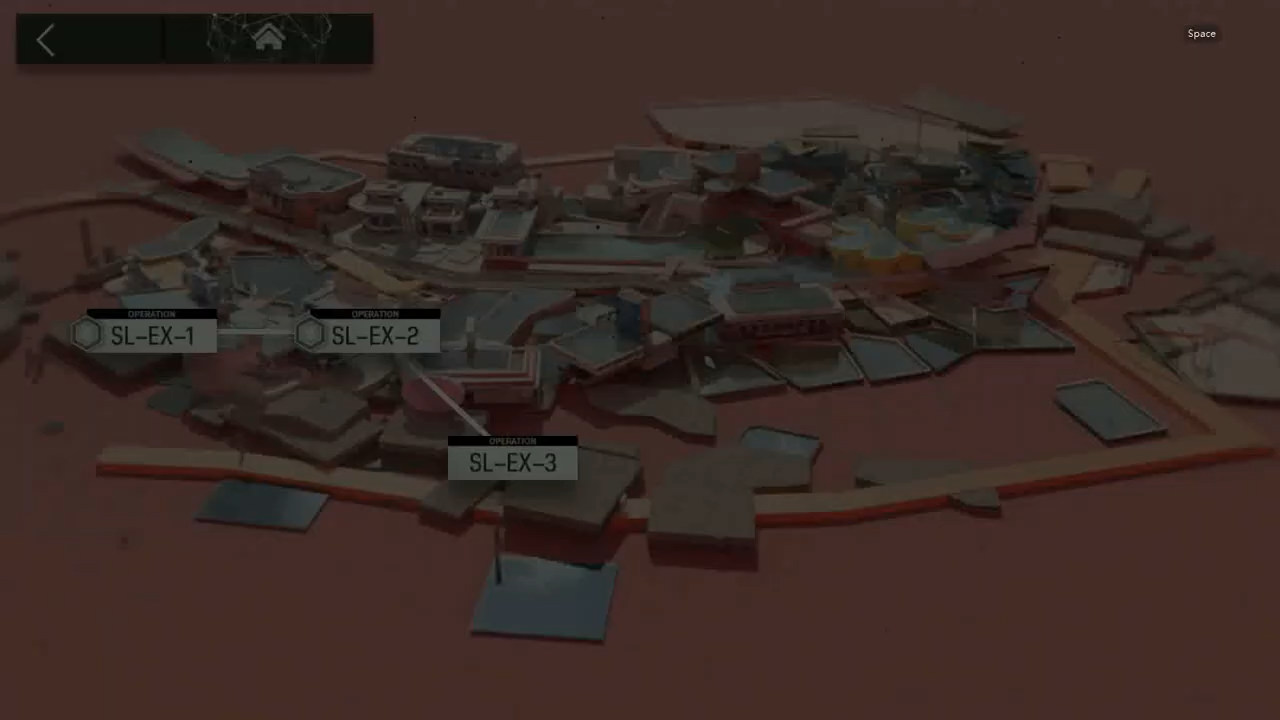 Space
OPERATION
SL-EX-1
OPERATION
SL-EX-2
OPERATION
SL-EX-3